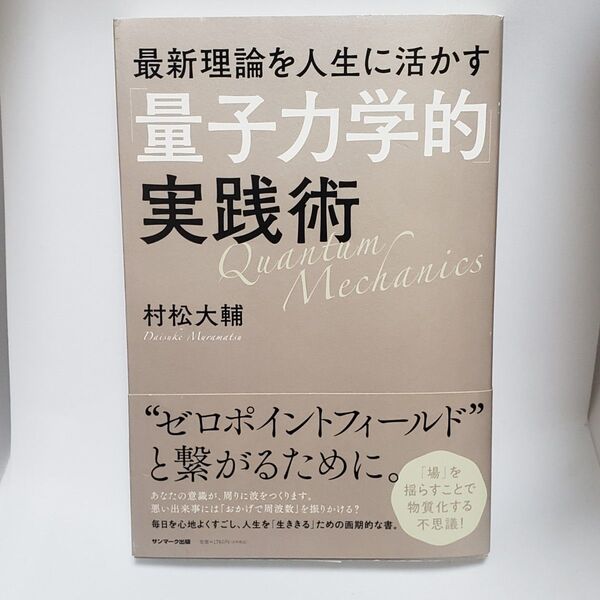 最新理論を人生に活かす
「量子力学的」
実践術
Quantum
Mechanics
村松大輔
Daisuke Muramatsu
“ゼロポイントフィールド”
と繋がるために。
あなたの意識が、周りに波をつくります。
悪い出来事には「おかげで周波数」を振りかける?
毎日を心地よくすごし、人生を「生ききる」ための画期的な書。
「場」を
揺らすことで
物質化する
不思議!
サンマーク出版